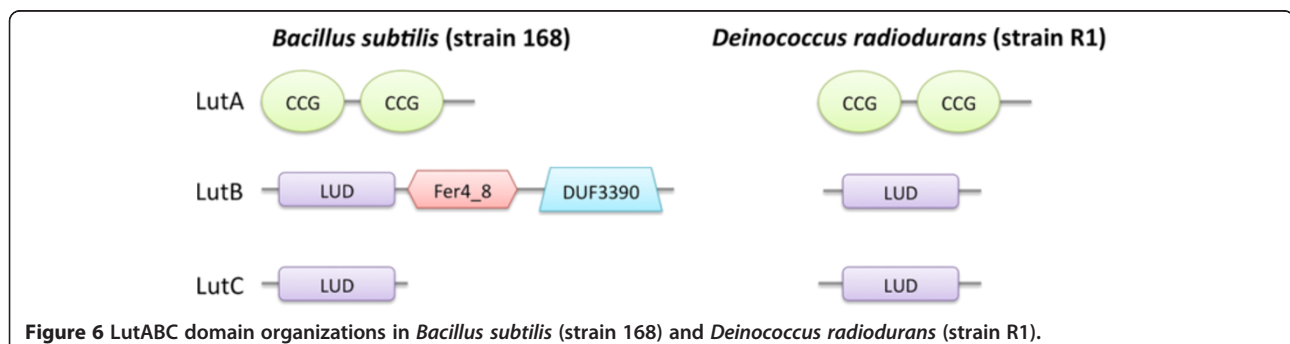 Bacillus subtilis (strain 168) Deinococcus radiodurans (strain R1)
LutA CCG CCG CCG CCG
LutB LUD Fer4_8 DUF3390 LUD
LutC LUD LUD
Figure 6 LutABC domain organizations in Bacillus subtilis (strain 168) and Deinococcus radiodurans (strain R1).